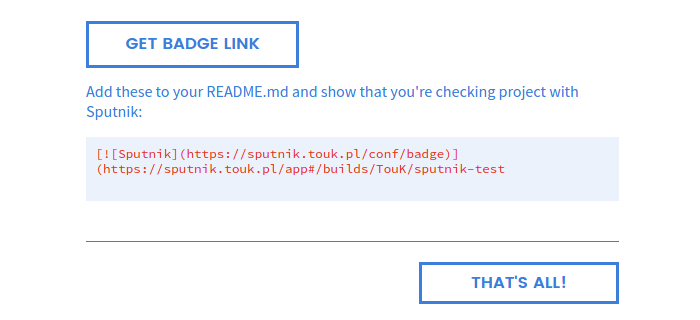 GET BADGE LINK
Add these to your README.md and show that you're checking project with
Sputnik:
[![Sputnik](https://sputnik.touk.pl/conf/badge)]
(https://sputnik.touk.pl/app#/builds/TouK/sputnik-test
THAT'S ALL!